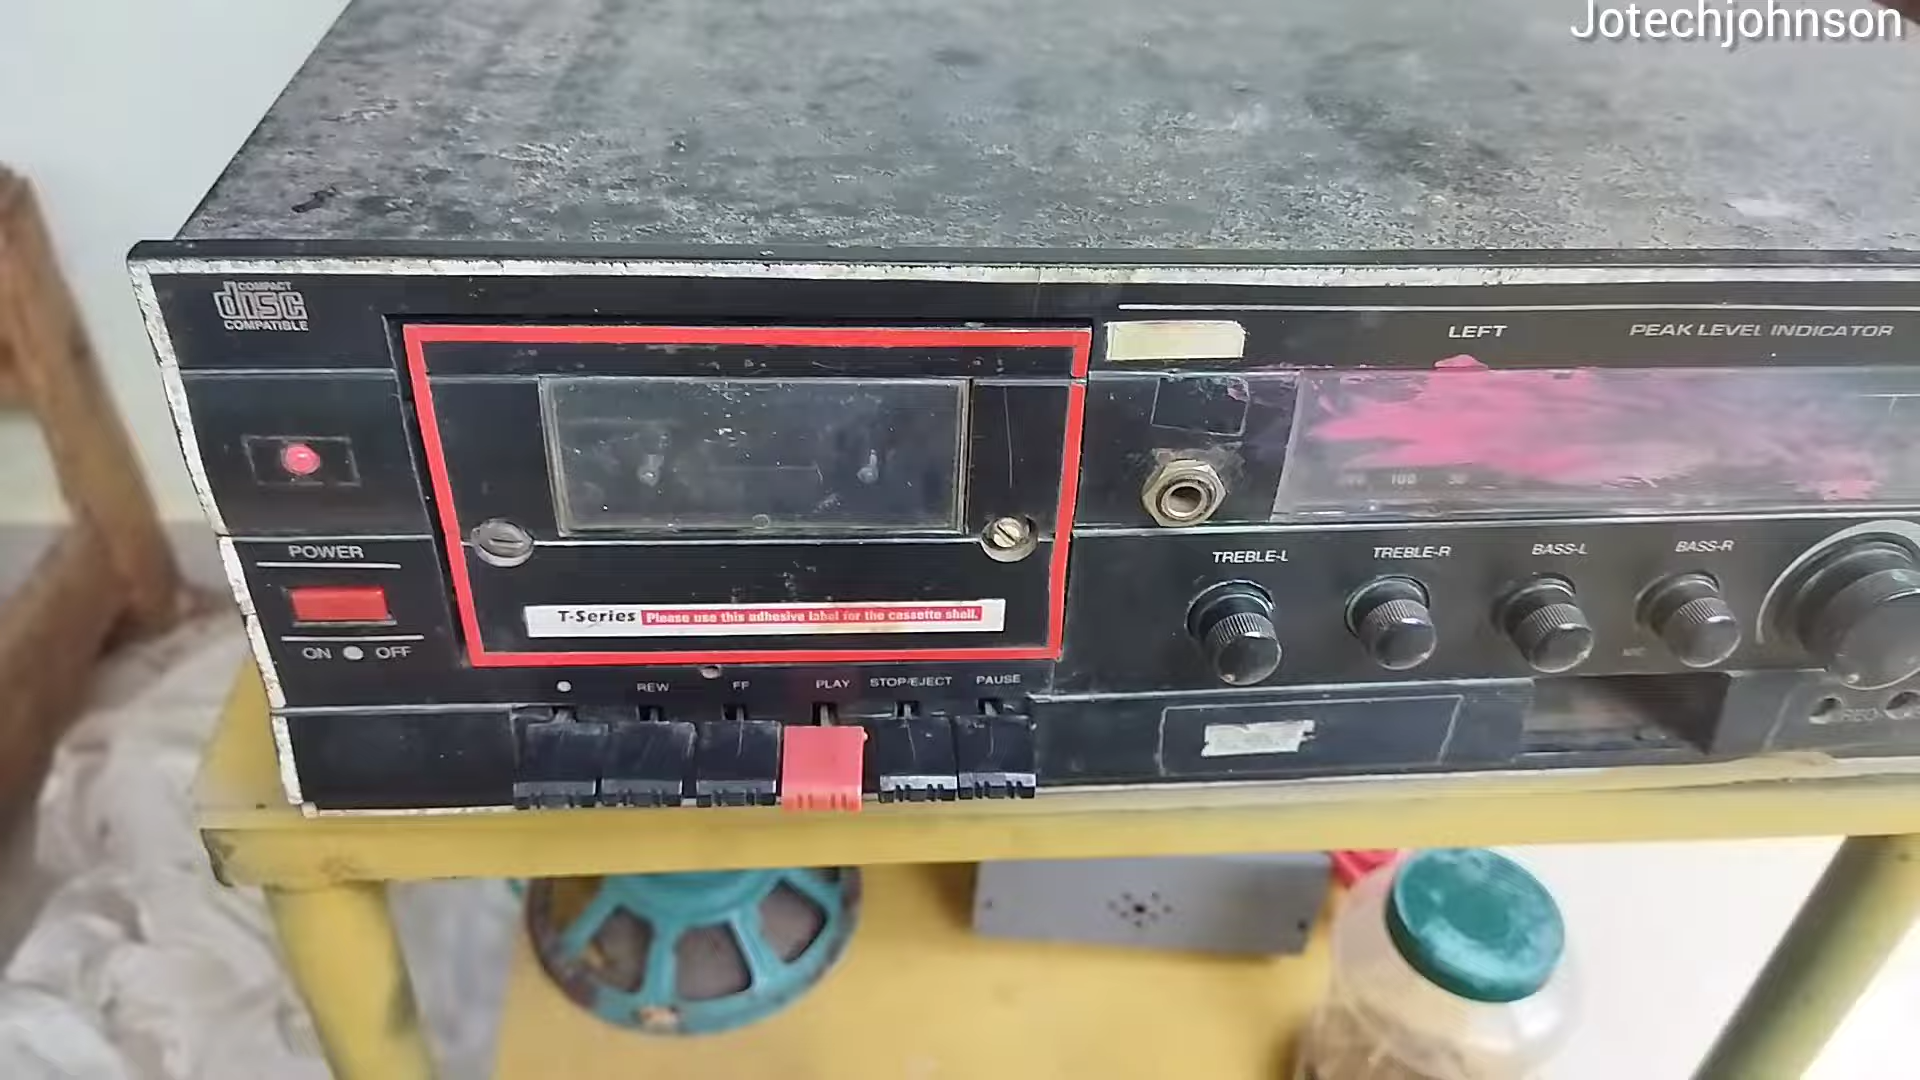 Jotechjohnson
COMPACT
disc
COMPATIBLE
LEFT
PEAK LEVEL INDICATOR
POWER
ON
OFF
TREBLE-L
TREBLE-R
BASS-L
BASS-R
T-Series Please use this adhesive label for the cassette shell.
REW
FF
PLAY
STOP/EJECT
PAUSE
100